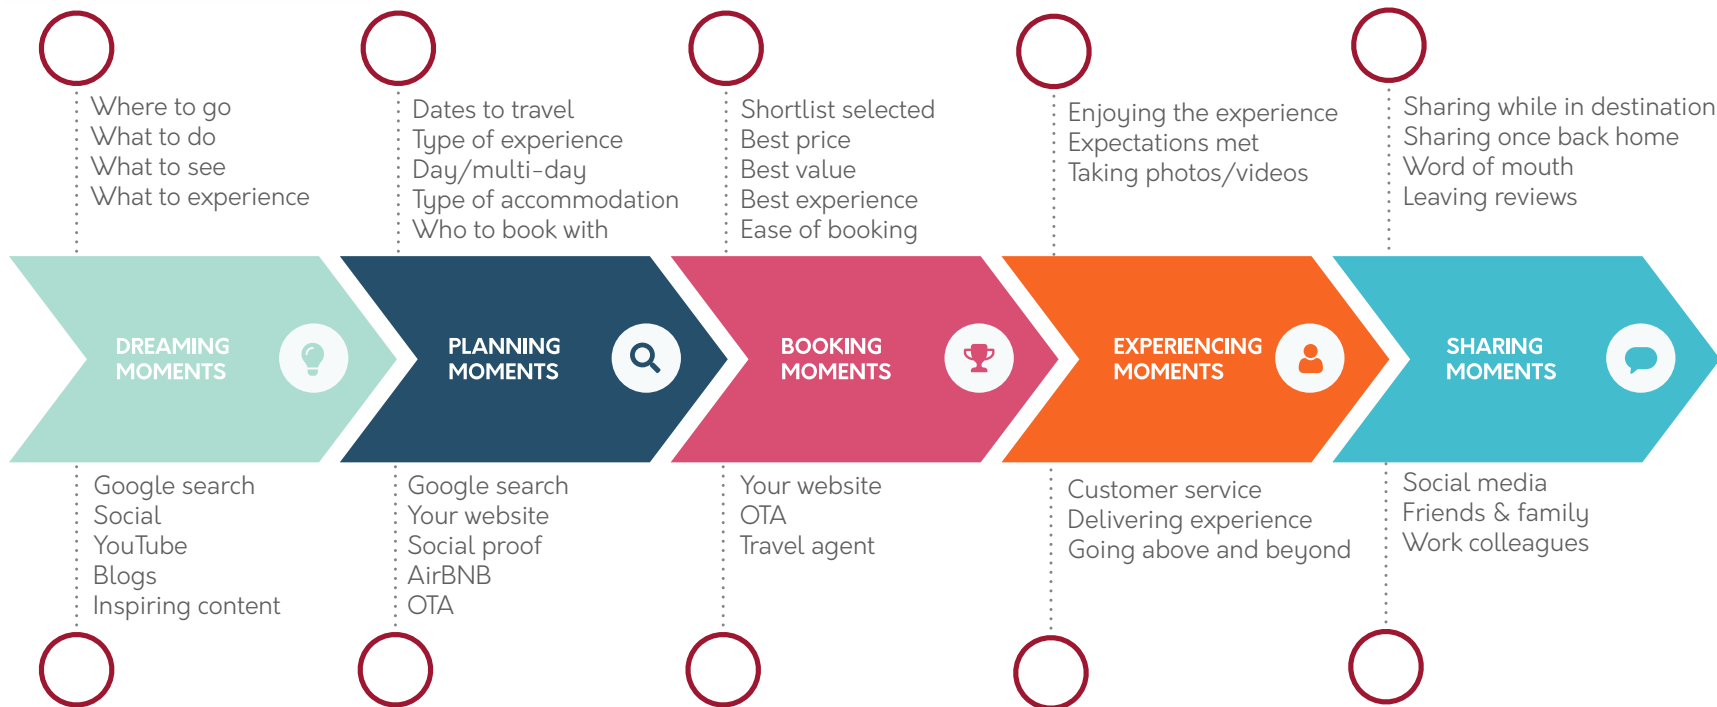 Where to go
What to do
What to see
What to experience
Dates to travel
Type of experience
Day/multi-day
Type of accommodation
Who to book with
Shortlist selected
Best price
Best value
Best experience
Ease of booking
Enjoying the experience
Expectations met
Taking photos/videos
Sharing while in destination
Sharing once back home
Word of mouth
Leaving reviews
DREAMING
MOMENTS
PLANNING
MOMENTS
BOOKING
MOMENTS
EXPERIENCING
MOMENTS
SHARING
MOMENTS
Google search
Social
YouTube
Blogs
Inspiring content
Google search
Your website
Social proof
AirBNB
OTA
Your website
OTA
Travel agent
Customer service
Delivering experience
Going above and beyond
Social media
Friends & family
Work colleagues